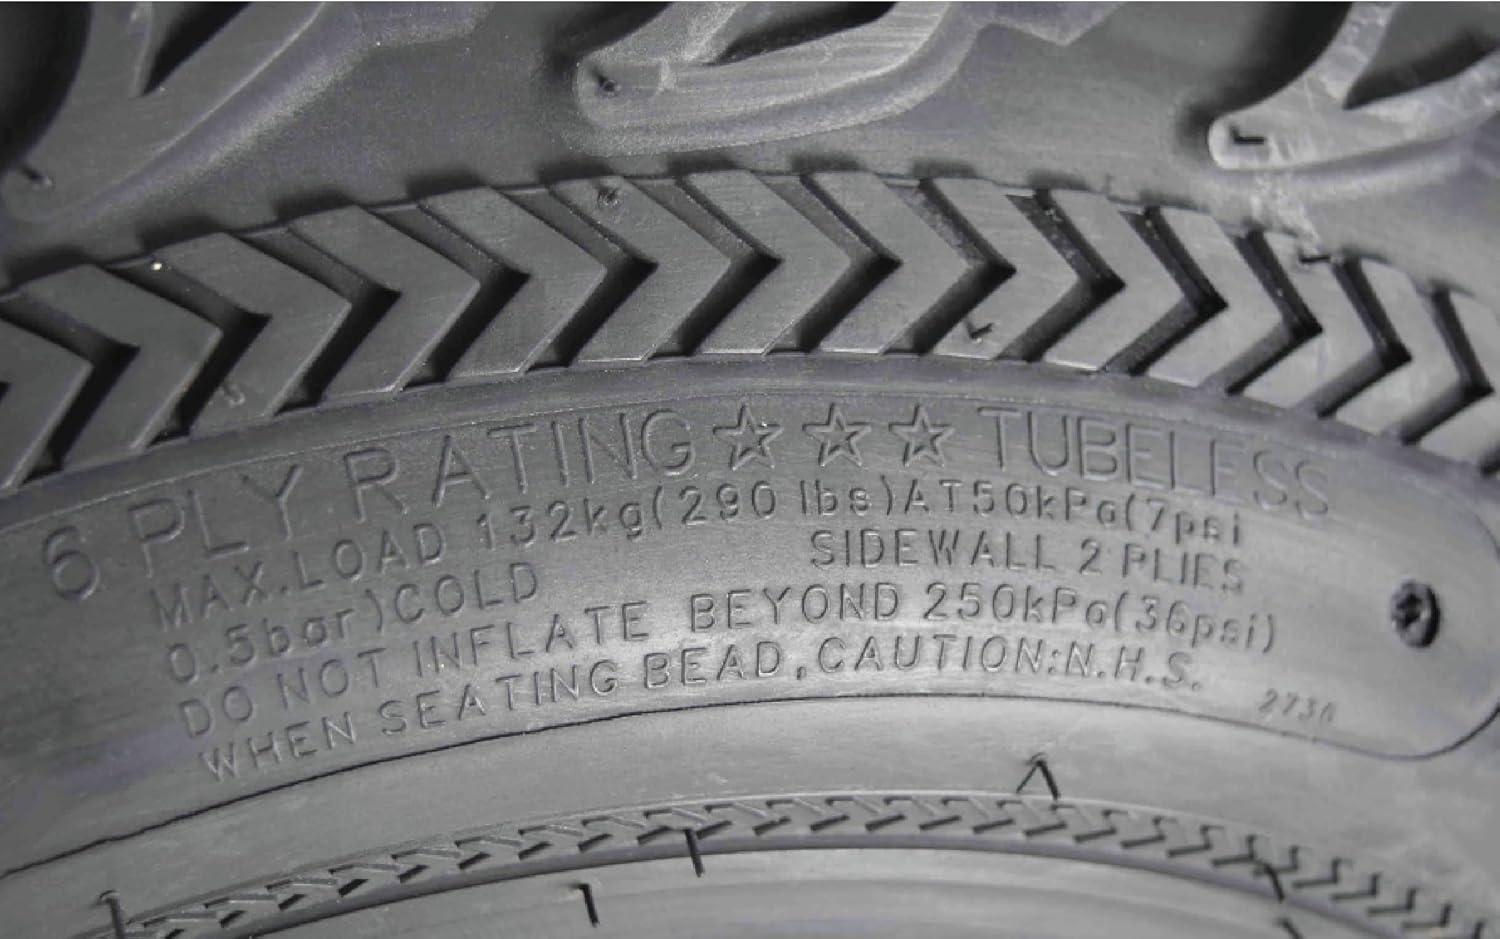 6 PLY RATING ☆☆☆ TUBELESS
MAX.LOAD 132kg(290 lbs)AT50kPa(7psi
0.5bar)COLD SIDEWALL 2 PLIES
DO NOT INFLATE BEYOND 250kPa(36psi)
WHEN SEATING BEAD,CAUTION:N.H.S.